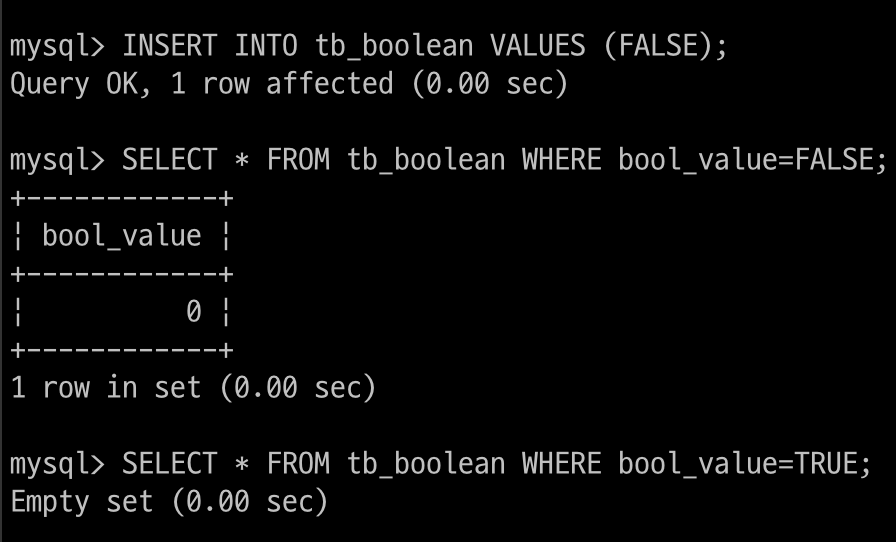 mysql> INSERT INTO tb_boolean VALUES (FALSE);
Query OK, 1 row affected (0.00 sec)
mysql> SELECT * FROM tb_boolean WHERE bool_value=FALSE;
+------------+
¦ bool_value ¦
+------------+
¦          0 ¦
+------------+
1 row in set (0.00 sec)
mysql> SELECT * FROM tb_boolean WHERE bool_value=TRUE;
Empty set (0.00 sec)